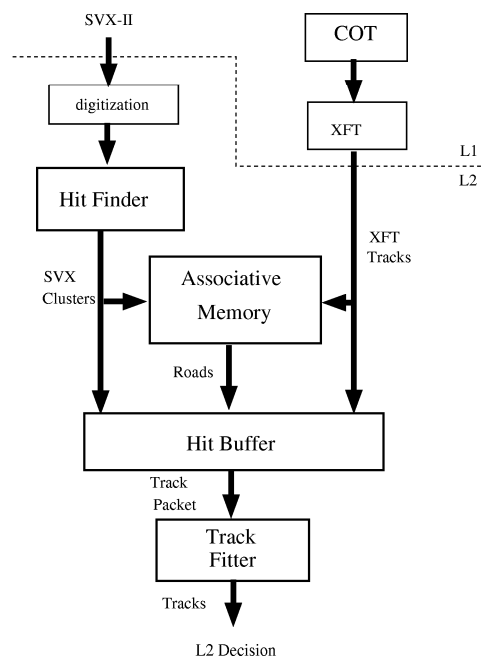 SVX-II
COT
digitization
XFT
L1
L2
Hit Finder
XFT
Tracks
SVX
Clusters
Associative
Memory
Roads
Hit Buffer
Track
Packet
Track
Fitter
Tracks
L2 Decision